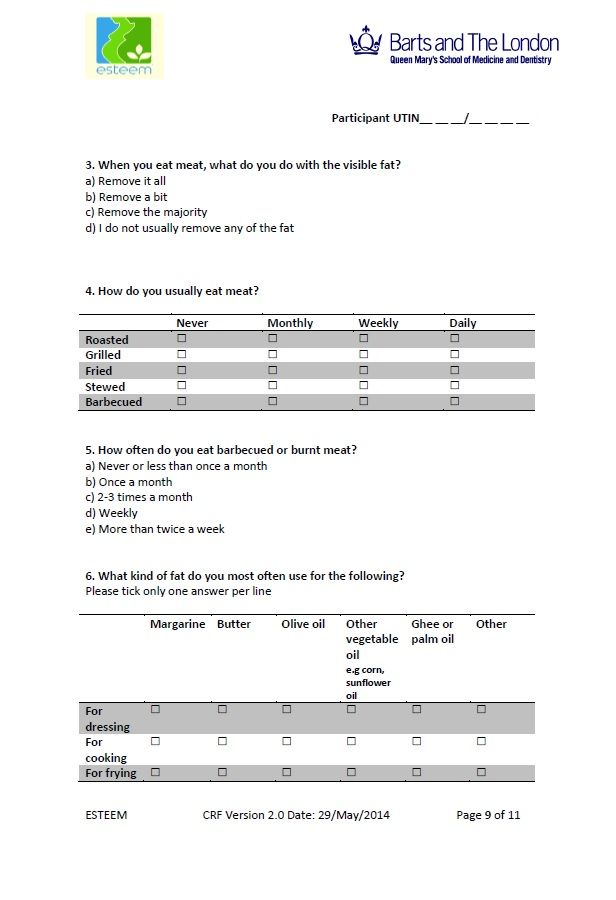 esteem
Barts and The London
Queen Mary's School of Medicine and Dentistry
Participant UTIN__ __ __/__ __ __ __
3. When you eat meat, what do you do with the visible fat?
a) Remove it all
b) Remove a bit
c) Remove the majority
d) I do not usually remove any of the fat
4. How do you usually eat meat?
Never Monthly Weekly Daily
Roasted ☐ ☐ ☐ ☐
Grilled ☐ ☐ ☐ ☐
Fried ☐ ☐ ☐ ☐
Stewed ☐ ☐ ☐ ☐
Barbecued ☐ ☐ ☐ ☐
5. How often do you eat barbecued or burnt meat?
a) Never or less than once a month
b) Once a month
c) 2-3 times a month
d) Weekly
e) More than twice a week
6. What kind of fat do you most often use for the following?
Please tick only one answer per line
Margarine Butter Olive oil Other Ghee or Other
vegetable palm oil
oil
e.g corn,
sunflower
oil
For ☐ ☐ ☐ ☐ ☐ ☐
dressing
For ☐ ☐ ☐ ☐ ☐ ☐
cooking
For frying ☐ ☐ ☐ ☐ ☐ ☐
ESTEEM CRF Version 2.0 Date: 29/May/2014 Page 9 of 11